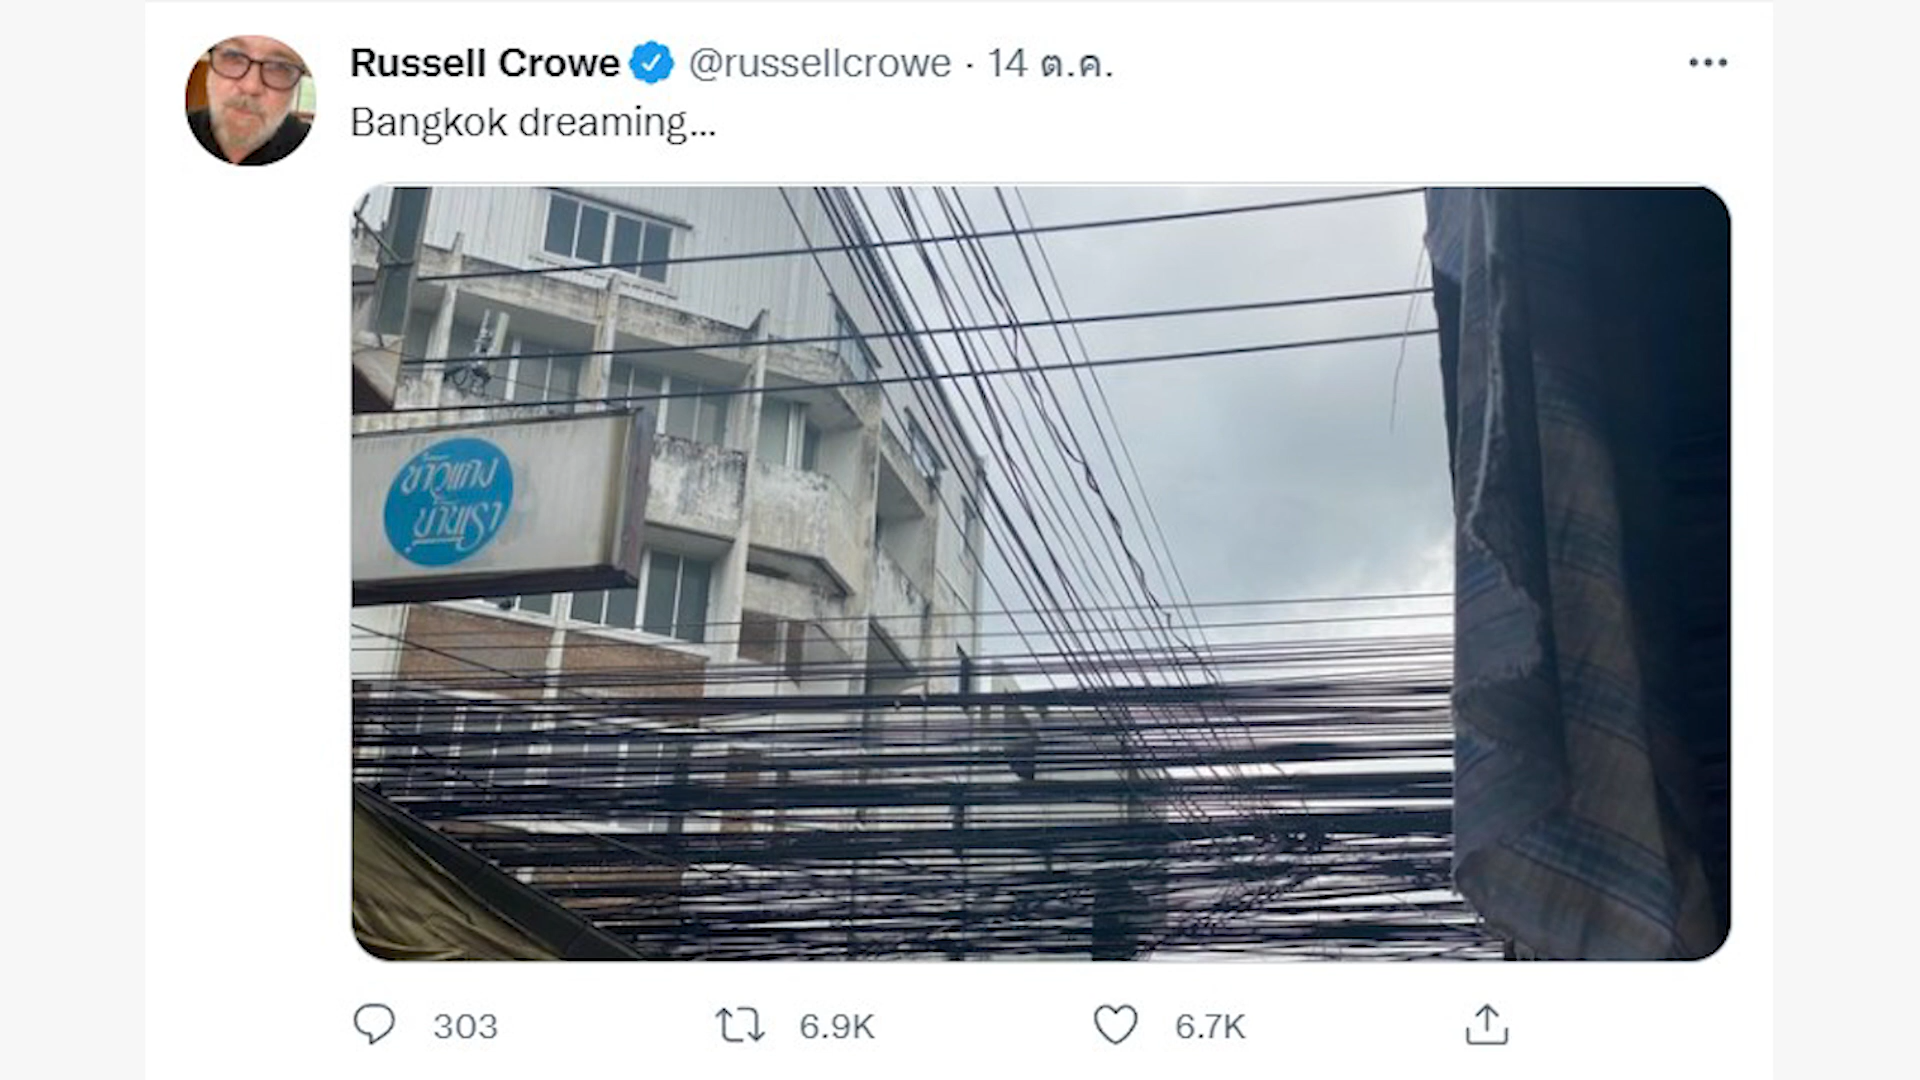 Russell Crowe @russellcrowe · 14 ต.ค.
Bangkok dreaming...
ข้าวแกง
บ้านเรา
303 6.9K 6.7K